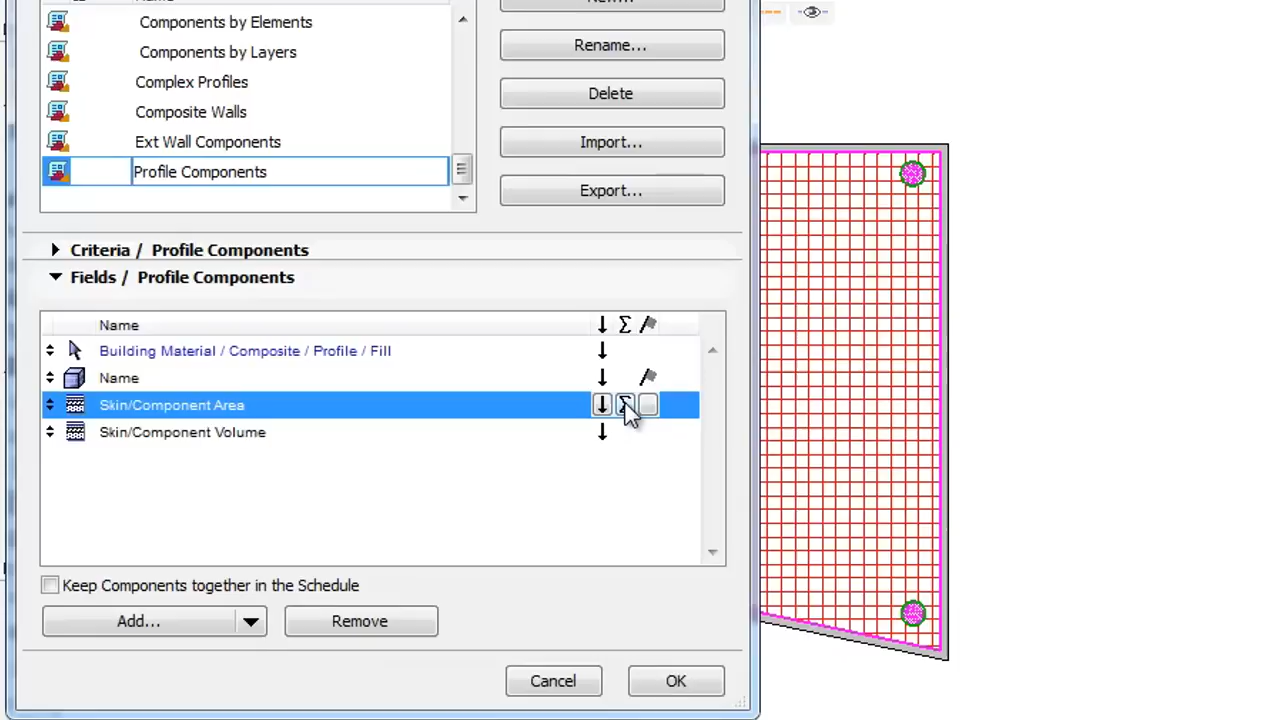 Components by Elements
Components by Layers
Complex Profiles
Composite Walls
Ext Wall Components
Profile Components
Rename...
Delete
Import...
Export...
Criteria / Profile Components
Fields / Profile Components
Name
Building Material / Composite / Profile / Fill
Name
Skin/Component Area
Skin/Component Volume
Keep Components together in the Schedule
Add...
Remove
Cancel
OK